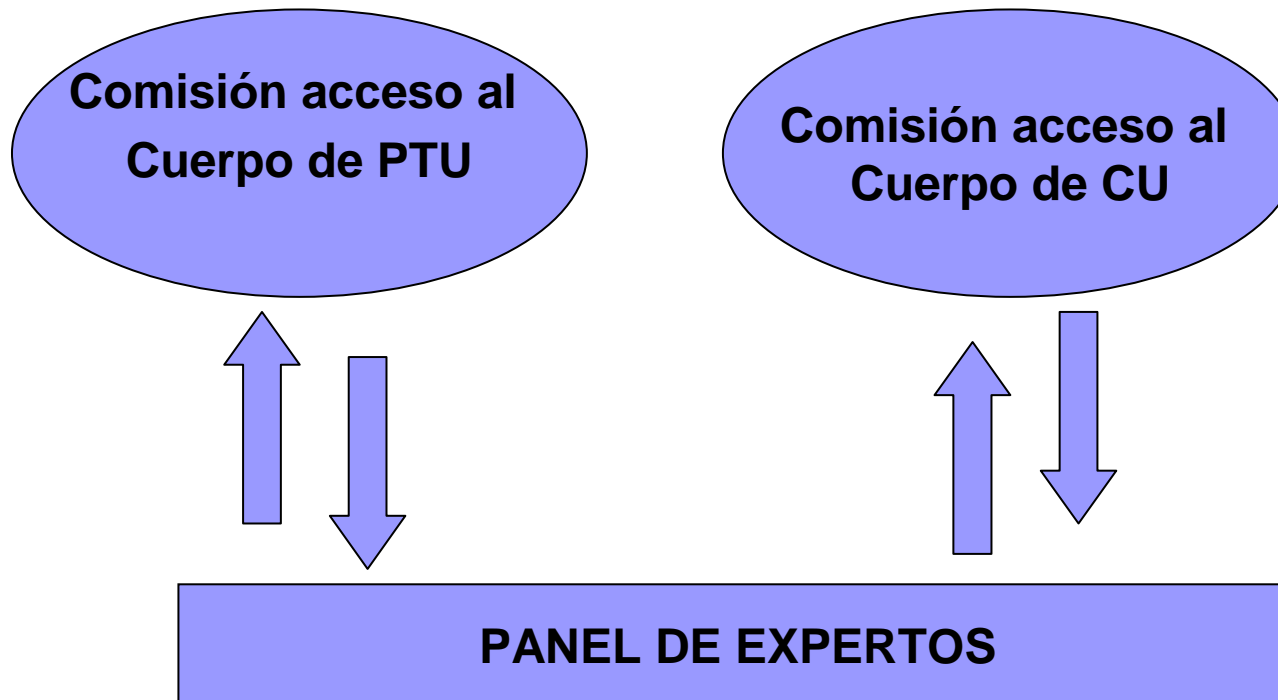 Comisión acceso al
Cuerpo de PTU
Comisión acceso al
Cuerpo de CU
PANEL DE EXPERTOS